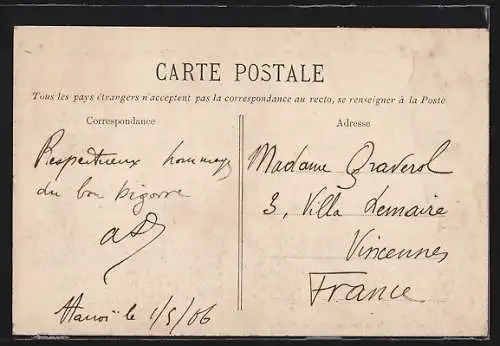 CARTE POSTALE
Tous les pays étrangers n'acceptent pas la correspondance au recto, se renseigner à la Poste
Correspondance
Respectueux hommages
du bon
Hanoï le 1/5/06
Adresse
Madame Graverol
3, Villa Lemaire
Vincennes
France